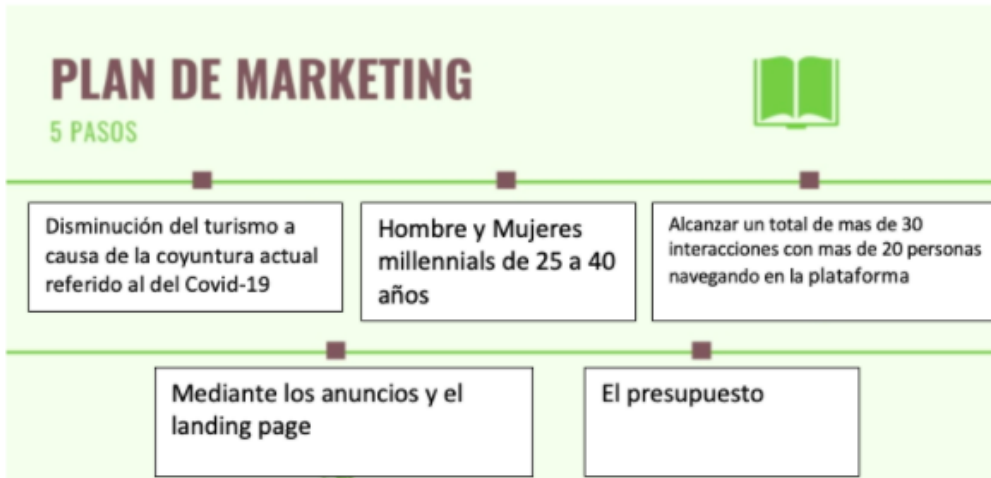 PLAN DE MARKETING
5 PASOS
Disminución del turismo a
causa de la coyuntura actual
referido al del Covid-19
Hombre y Mujeres
millennials de 25 a 40
años
Alcanzar un total de mas de 30
interacciones con mas de 20 personas
navegando en la plataforma
Mediante los anuncios y el
landing page
El presupuesto